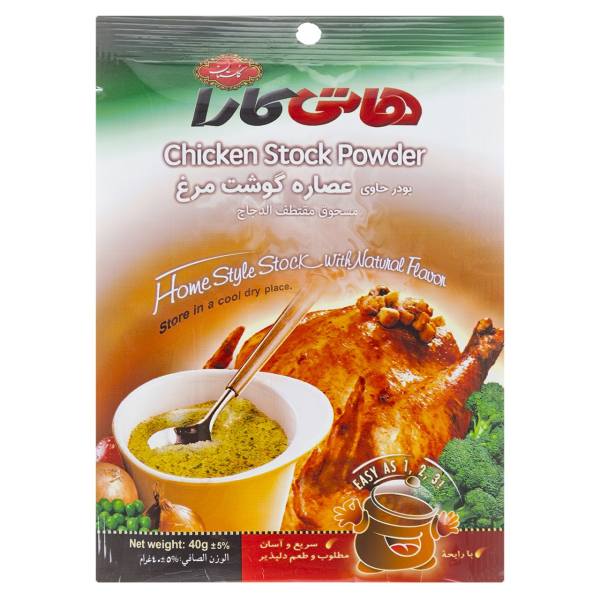 گلستان
هاتی کارا
Chicken Stock Powder
پودر حاوی عصاره گوشت مرغ
مسحوق مقتطف الدجاج
Home Style Stock With Natural Flavor
Store in a cool dry place.
EASY AS 1, 2, 3!
Net weight: 40g ±5%
الوزن الصافي: ٤٠غرام ±٥%
سریع و آسان
با رایحهٔ مطلوب و طعم دلپذیر